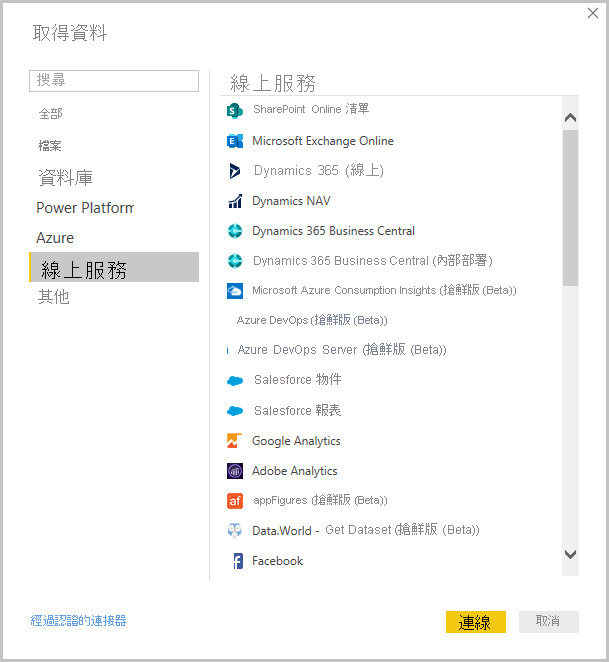 取得資料
搜尋
全部
檔案
資料庫
Power Platform
Azure
線上服務
其他
線上服務
SharePoint Online 清單
Microsoft Exchange Online
Dynamics 365 (線上)
Dynamics NAV
Dynamics 365 Business Central
Dynamics 365 Business Central (內部部署)
Microsoft Azure Consumption Insights (搶鮮版 (Beta))
Azure DevOps (搶鮮版 (Beta))
Azure DevOps Server (搶鮮版 (Beta))
Salesforce 物件
Salesforce 報表
Google Analytics
Adobe Analytics
appFigures (搶鮮版 (Beta))
Data.World - Get Dataset (搶鮮版 (Beta))
Facebook
經過認證的連接器
連線
取消